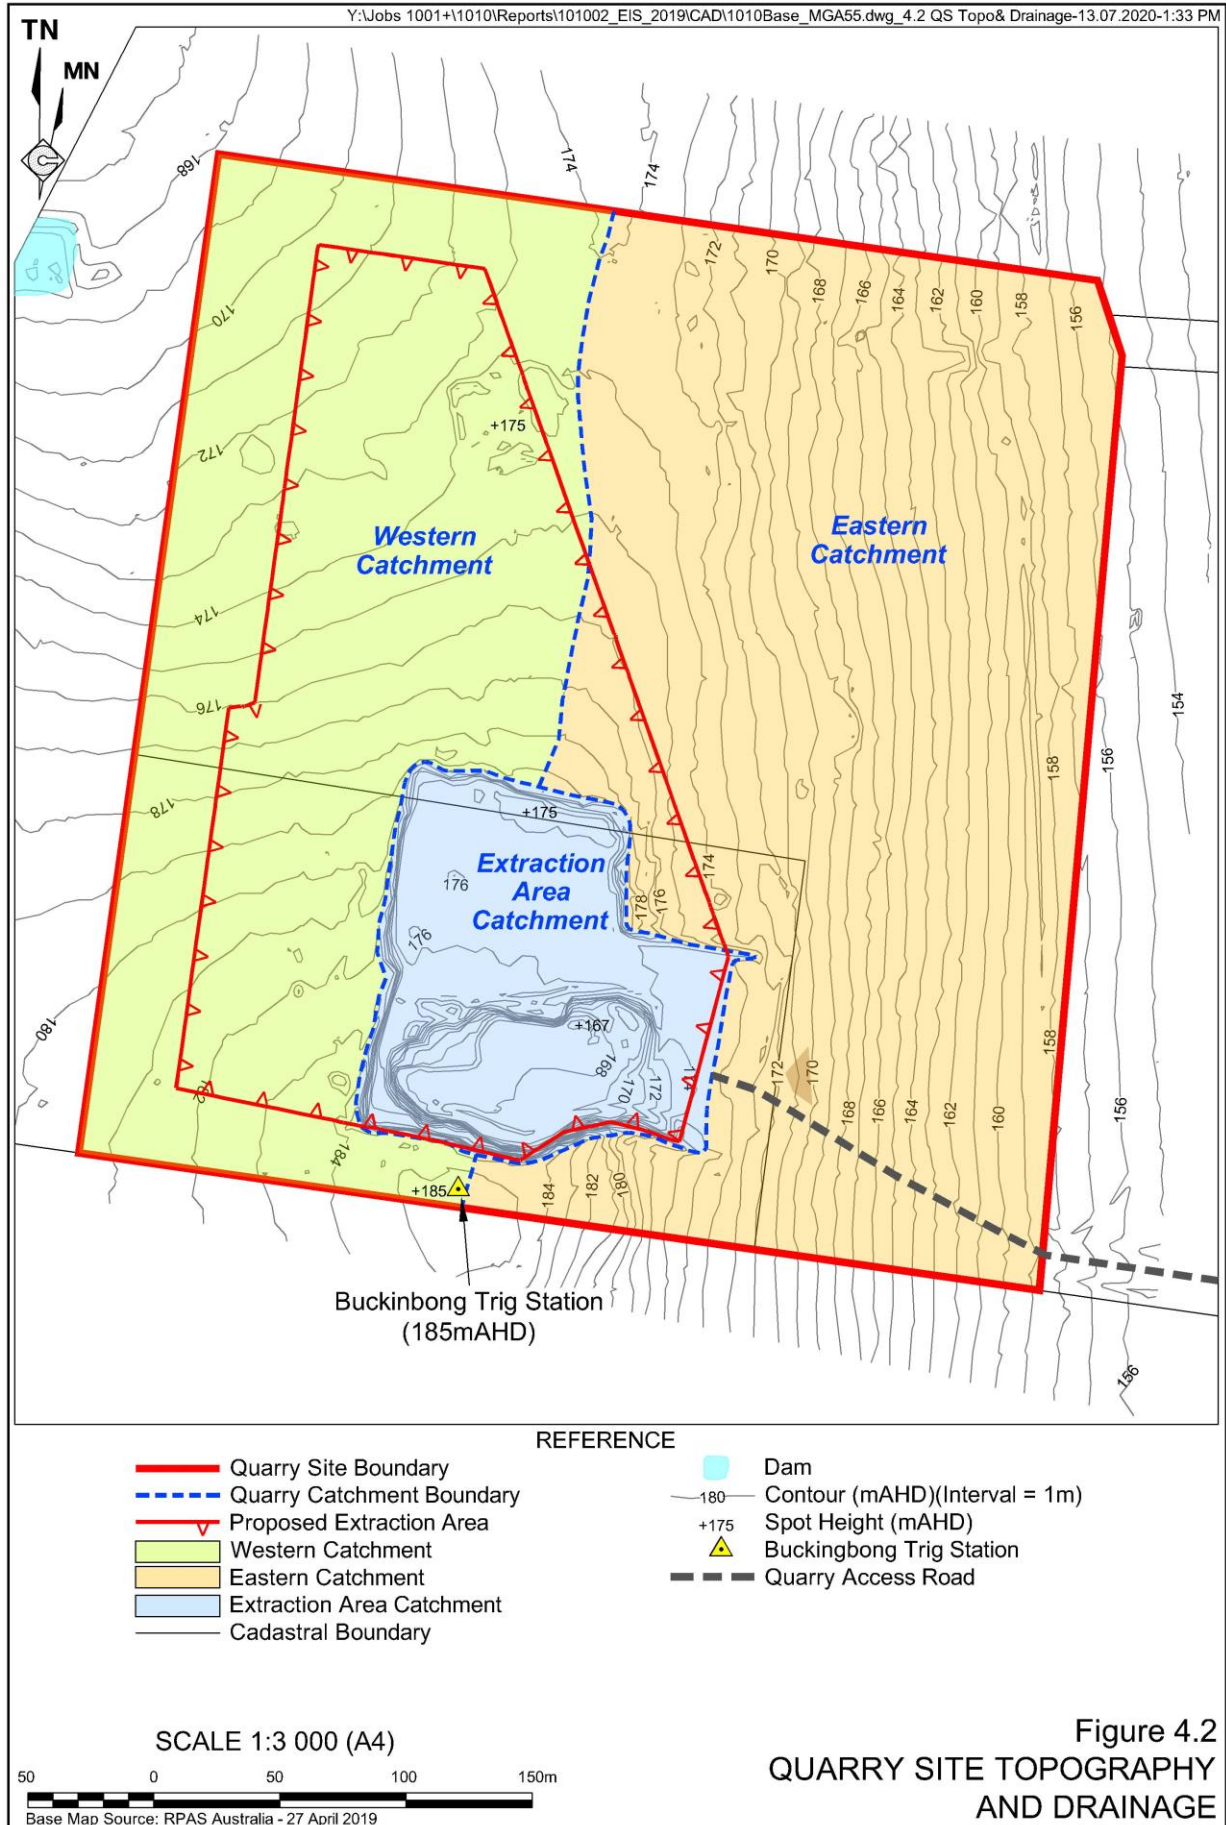 Y:\Jobs 1001+\1010\Reports\101002_EIS_2019\CAD\1010Base_MGA55.dwg_4.2 QS Topo& Drainage-13.07.2020-1:33 PM
TN
MN
168
174
174
172
170
168
166
164
162
160
158
156
170
+175
172
Western
Catchment
Eastern
Catchment
174
176
154
156
158
178
+175
174
Extraction
Area
Catchment
176
178
176
176
180
+167
158
168
174
172
170
182
170
172
168
166
164
162
160
156
184
+185
184
182
180
Buckinbong Trig Station
(185mAHD)
156
REFERENCE
Quarry Site Boundary
Quarry Catchment Boundary
Proposed Extraction Area
Western Catchment
Eastern Catchment
Extraction Area Catchment
Cadastral Boundary
Dam
180 Contour (mAHD)(Interval = 1m)
+175 Spot Height (mAHD)
Buckingbong Trig Station
Quarry Access Road
SCALE 1:3 000 (A4)
50 0 50 100 150m
Base Map Source: RPAS Australia - 27 April 2019
Figure 4.2
QUARRY SITE TOPOGRAPHY
AND DRAINAGE